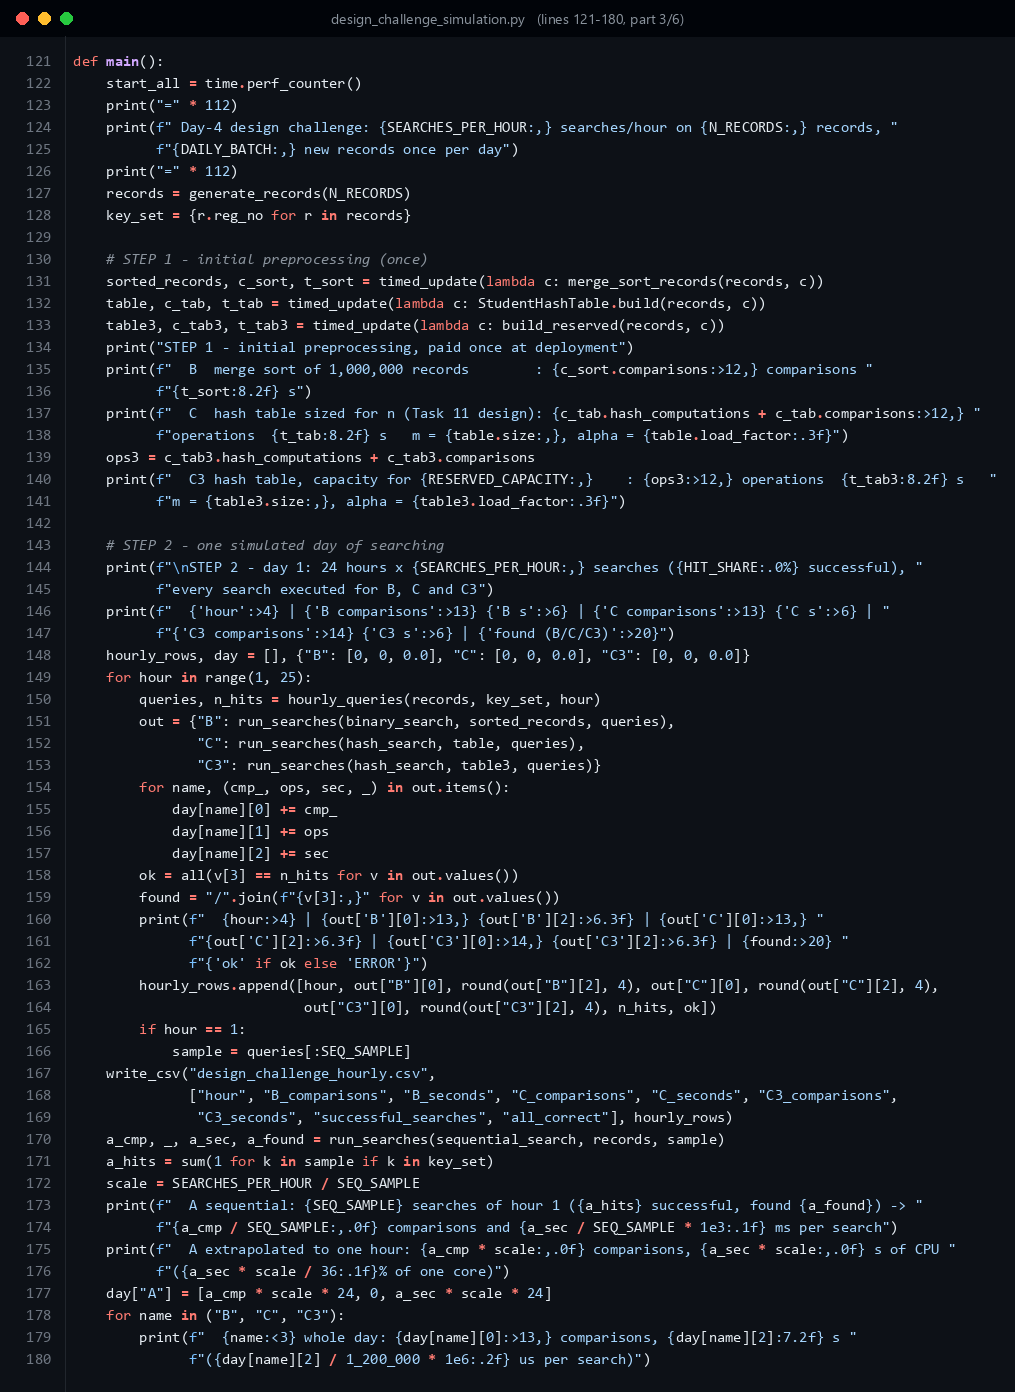 design_challenge_simulation.py   (lines 121-180, part 3/6)
121 def main():
122     start_all = time.perf_counter()
123     print("=" * 112)
124     print(f" Day-4 design challenge: {SEARCHES_PER_HOUR:,} searches/hour on {N_RECORDS:,} records, "
125           f"{DAILY_BATCH:,} new records once per day")
126     print("=" * 112)
127     records = generate_records(N_RECORDS)
128     key_set = {r.reg_no for r in records}
129
130     # STEP 1 - initial preprocessing (once)
131     sorted_records, c_sort, t_sort = timed_update(lambda c: merge_sort_records(records, c))
132     table, c_tab, t_tab = timed_update(lambda c: StudentHashTable.build(records, c))
133     table3, c_tab3, t_tab3 = timed_update(lambda c: build_reserved(records, c))
134     print("STEP 1 - initial preprocessing, paid once at deployment")
135     print(f"  B  merge sort of 1,000,000 records        : {c_sort.comparisons:>12,} comparisons "
136           f"{t_sort:8.2f} s")
137     print(f"  C  hash table sized for n (Task 11 design): {c_tab.hash_computations + c_tab.comparisons:>12,} "
138           f"operations  {t_tab:8.2f} s   m = {table.size:,}, alpha = {table.load_factor:.3f}")
139     ops3 = c_tab3.hash_computations + c_tab3.comparisons
140     print(f"  C3 hash table, capacity for {RESERVED_CAPACITY:,}    : {ops3:>12,} operations  {t_tab3:8.2f} s   "
141           f"m = {table3.size:,}, alpha = {table3.load_factor:.3f}")
142
143     # STEP 2 - one simulated day of searching
144     print(f"\nSTEP 2 - day 1: 24 hours x {SEARCHES_PER_HOUR:,} searches ({HIT_SHARE:.0%} successful), "
145           f"every search executed for B, C and C3")
146     print(f"  {'hour':>4} | {'B comparisons':>13} {'B s':>6} | {'C comparisons':>13} {'C s':>6} | "
147           f"{'C3 comparisons':>14} {'C3 s':>6} | {'found (B/C/C3)':>20}")
148     hourly_rows, day = [], {"B": [0, 0, 0.0], "C": [0, 0, 0.0], "C3": [0, 0, 0.0]}
149     for hour in range(1, 25):
150         queries, n_hits = hourly_queries(records, key_set, hour)
151         out = {"B": run_searches(binary_search, sorted_records, queries),
152                "C": run_searches(hash_search, table, queries),
153                "C3": run_searches(hash_search, table3, queries)}
154         for name, (cmp_, ops, sec, _) in out.items():
155             day[name][0] += cmp_
156             day[name][1] += ops
157             day[name][2] += sec
158         ok = all(v[3] == n_hits for v in out.values())
159         found = "/".join(f"{v[3]:,}" for v in out.values())
160         print(f"  {hour:>4} | {out['B'][0]:>13,} {out['B'][2]:>6.3f} | {out['C'][0]:>13,} "
161               f"{out['C'][2]:>6.3f} | {out['C3'][0]:>14,} {out['C3'][2]:>6.3f} | {found:>20} "
162               f"{'ok' if ok else 'ERROR'}")
163         hourly_rows.append([hour, out["B"][0], round(out["B"][2], 4), out["C"][0], round(out["C"][2], 4),
164                             out["C3"][0], round(out["C3"][2], 4), n_hits, ok])
165         if hour == 1:
166             sample = queries[:SEQ_SAMPLE]
167     write_csv("design_challenge_hourly.csv",
168               ["hour", "B_comparisons", "B_seconds", "C_comparisons", "C_seconds", "C3_comparisons",
169                "C3_seconds", "successful_searches", "all_correct"], hourly_rows)
170     a_cmp, _, a_sec, a_found = run_searches(sequential_search, records, sample)
171     a_hits = sum(1 for k in sample if k in key_set)
172     scale = SEARCHES_PER_HOUR / SEQ_SAMPLE
173     print(f"  A sequential: {SEQ_SAMPLE} searches of hour 1 ({a_hits} successful, found {a_found}) -> "
174           f"{a_cmp / SEQ_SAMPLE:,.0f} comparisons and {a_sec / SEQ_SAMPLE * 1e3:.1f} ms per search")
175     print(f"  A extrapolated to one hour: {a_cmp * scale:,.0f} comparisons, {a_sec * scale:,.0f} s of CPU "
176           f"({a_sec * scale / 36:.1f}% of one core)")
177     day["A"] = [a_cmp * scale * 24, 0, a_sec * scale * 24]
178     for name in ("B", "C", "C3"):
179         print(f"  {name:<3} whole day: {day[name][0]:>13,} comparisons, {day[name][2]:7.2f} s "
180               f"({day[name][2] / 1_200_000 * 1e6:.2f} us per search)")